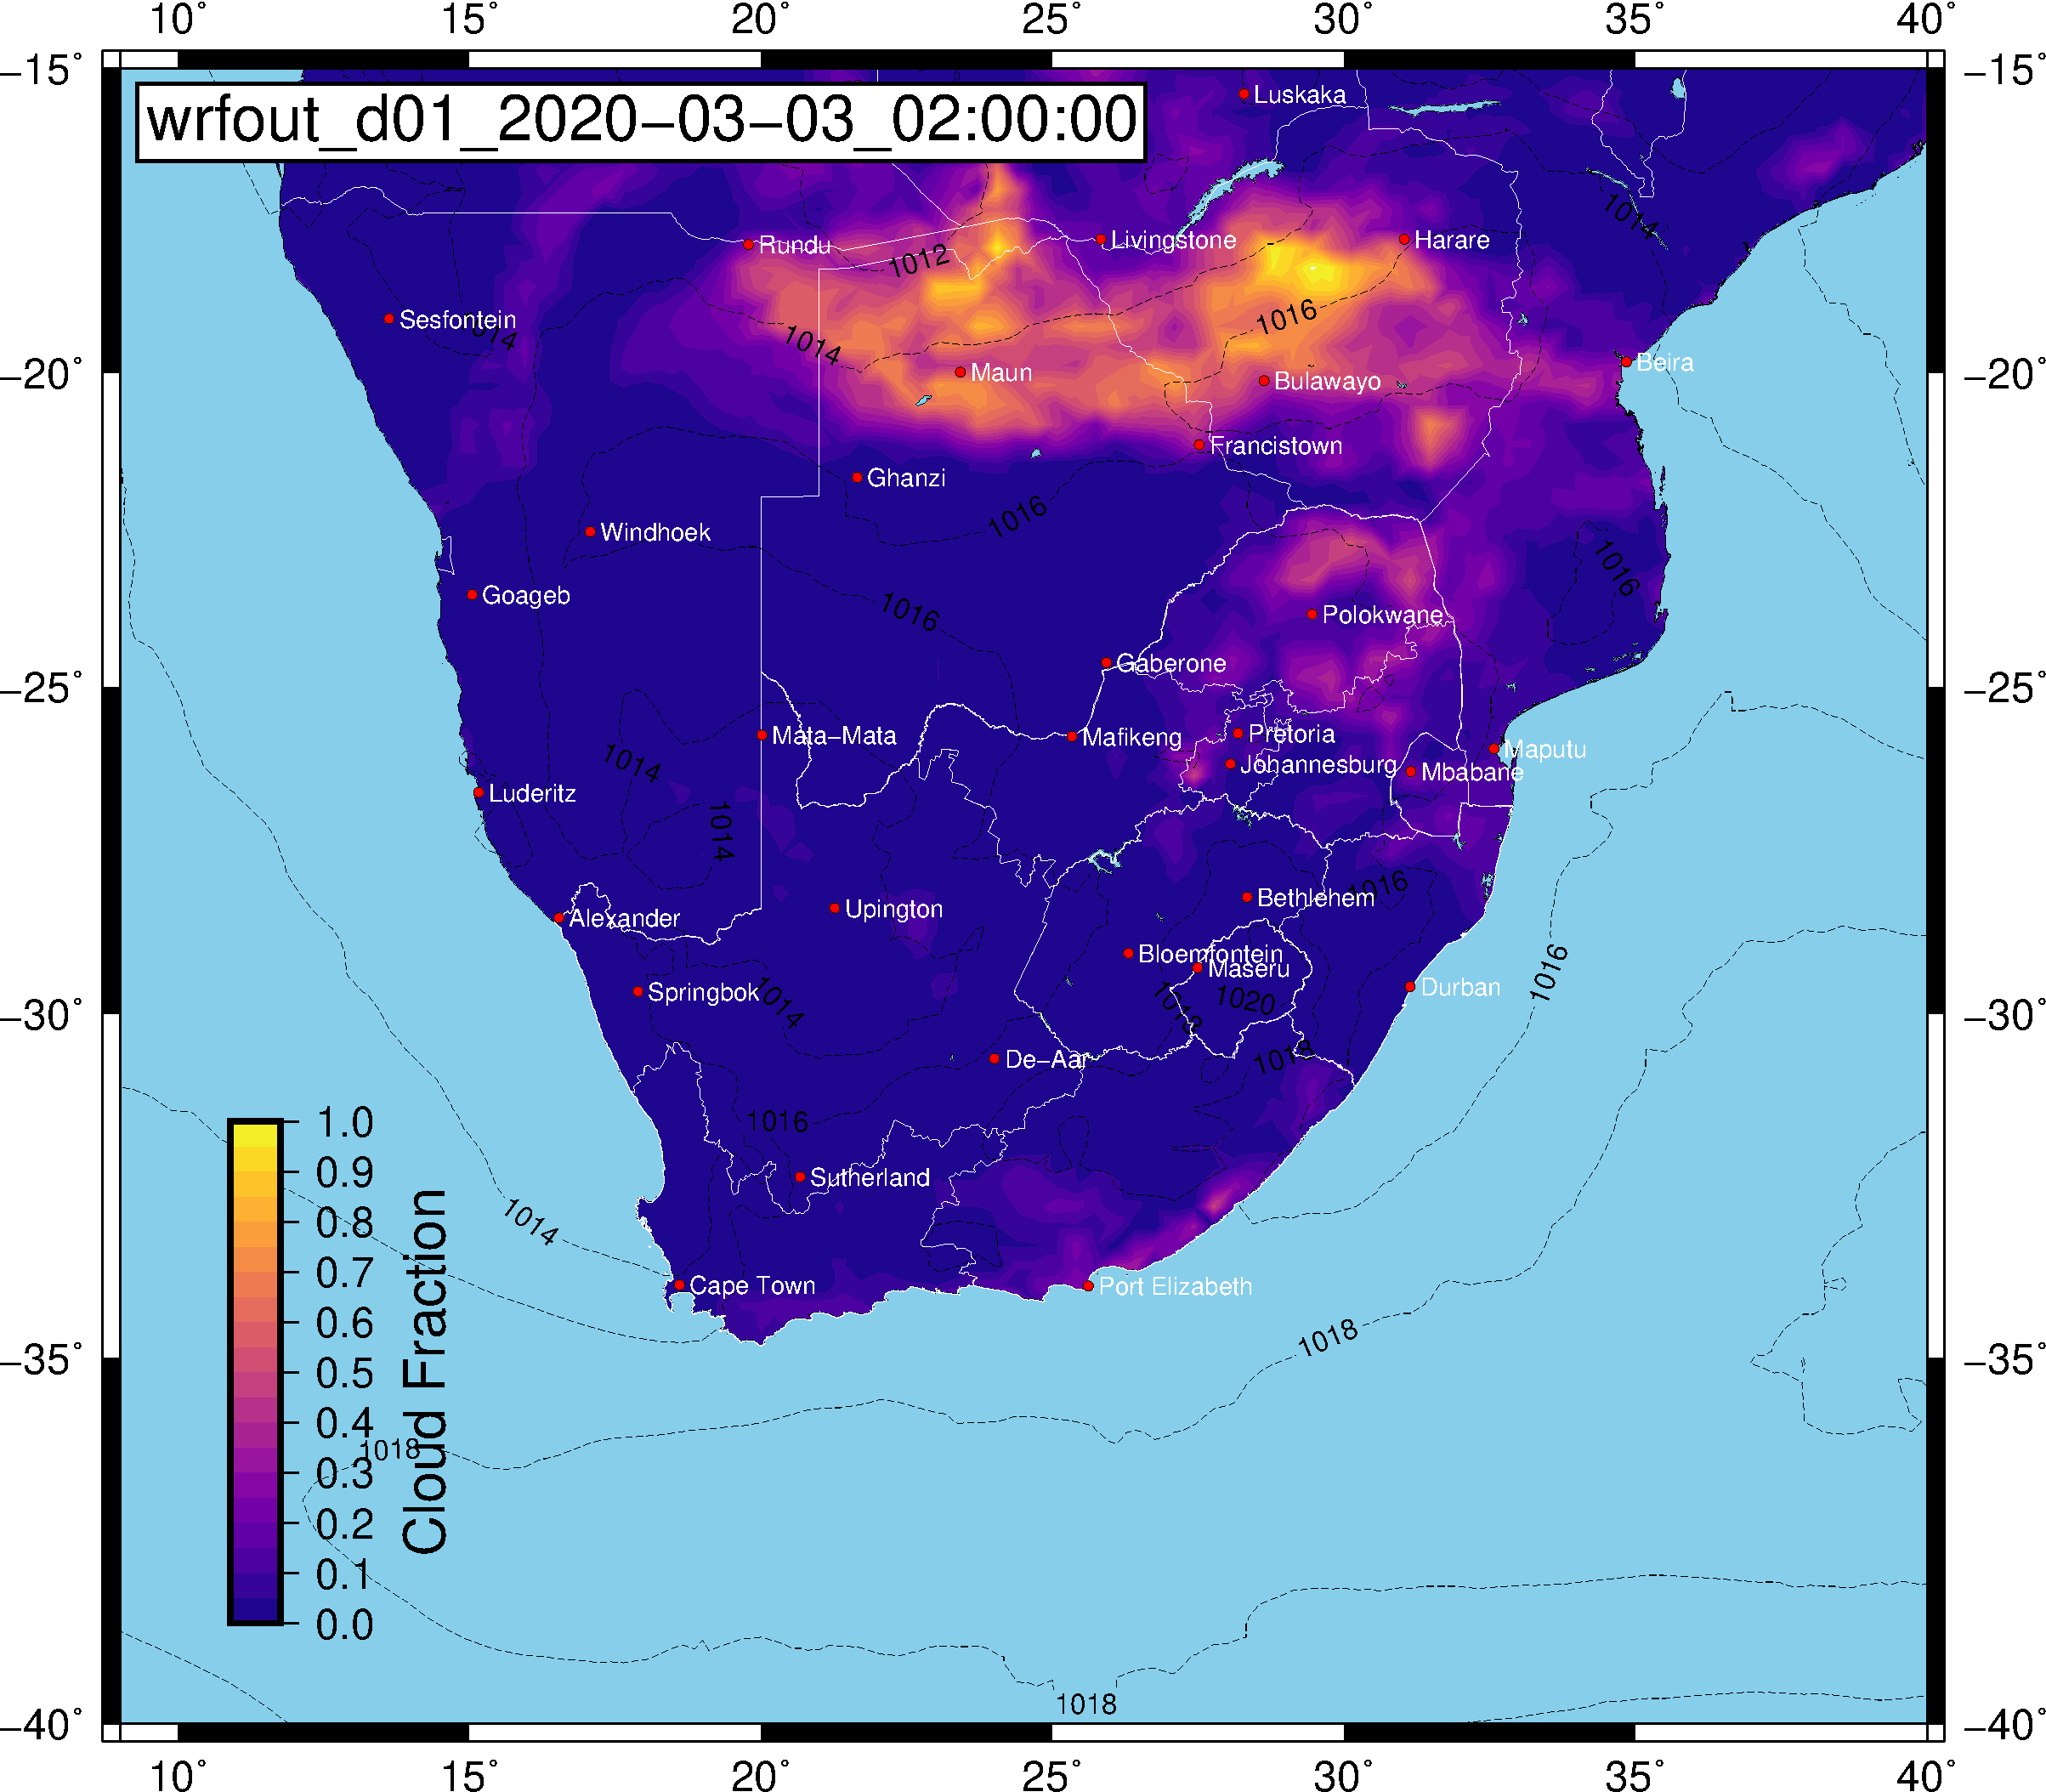 10° 15° 20° 25° 30° 35° 40°
−15° −15°
wrfout_d01_2020−03−03_02:00:00
Luskaka
1014
Rundu
Livingstone
Harare
1012
Sesfontein
1014
1014
1016
Maun
Bulawayo
Beira
−20° −20°
Francistown
Ghanzi
1016
Windhoek
1016
Goageb
1016
Polokwane
Gaberone
−25° −25°
Mata−Mata
Mafikeng
Pretoria
Maputu
1014
Johannesburg
Mbabane
Luderitz
1014
1016
Bethlehem
Upington
Alexander
Bloemfontein
Maseru
1016
Springbok
1014
1018
1020
Durban
−30° −30°
De−Aar
1018
1016
Sutherland
1014
Cape Town
Port Elizabeth
1018
−35° −35°
1018
1.0
0.9
0.8
0.7
0.6
0.5
0.4
0.3
0.2
0.1
0.0
Cloud Fraction
1018
−40° −40°
10° 15° 20° 25° 30° 35° 40°